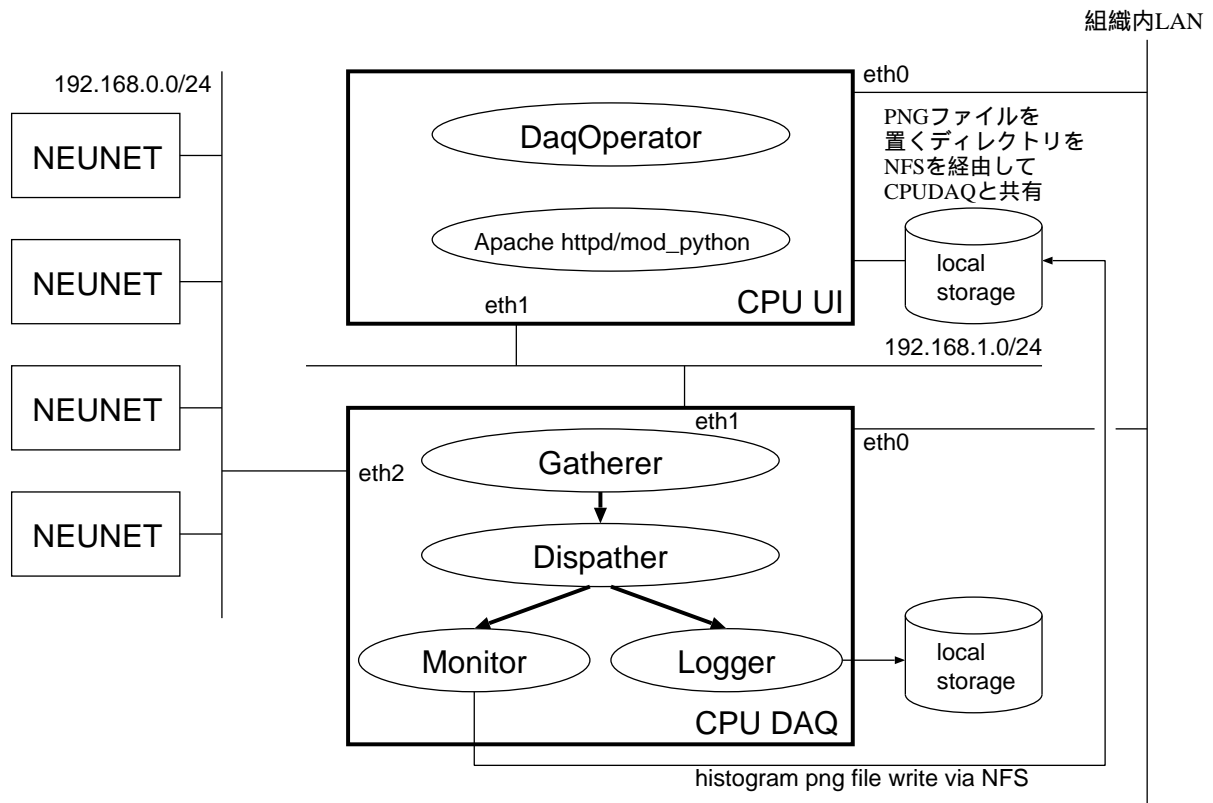 組織内LAN
192.168.0.0/24
eth0
NEUNET
DaqOperator
PNGファイルを
置くディレクトリを
NFSを経由して
CPUDAQと共有
NEUNET
Apache httpd/mod_python
local
storage
eth1
CPU UI
192.168.1.0/24
NEUNET
eth1
eth0
Gatherer
eth2
NEUNET
Dispather
Monitor
Logger
local
storage
CPU DAQ
histogram png file write via NFS